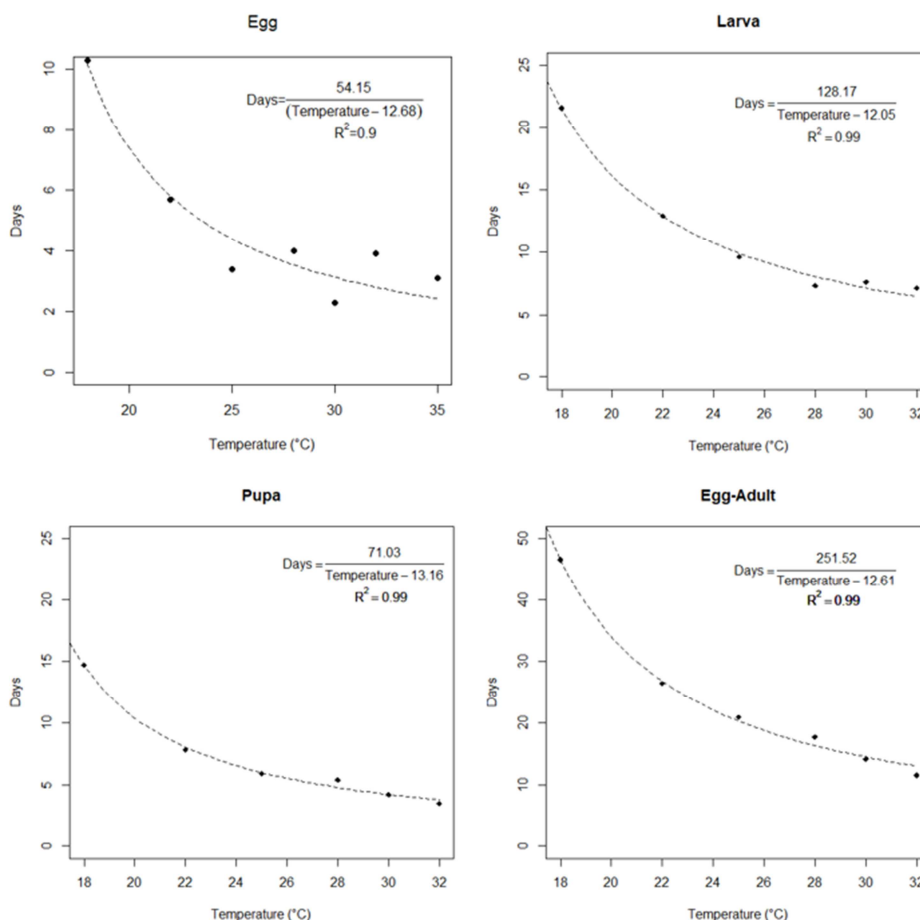 Egg
Days=54.15/(Temperature − 12.68)
R²=0.9
10
8
6
4
2
0
Days
20 25 30 35
Temperature (°C)
Larva
Days = 128.17/Temperature − 12.05
R² = 0.99
25
20
15
10
5
0
Days
18 20 22 24 26 28 30 32
Temperature (°C)
Pupa
Days = 71.03/Temperature − 13.16
R² = 0.99
25
20
15
10
5
0
Days
18 20 22 24 26 28 30 32
Temperature (°C)
Egg-Adult
Days = 251.52/Temperature − 12.61
R² = 0.99
50
40
30
20
10
0
Days
18 20 22 24 26 28 30 32
Temperature (°C)